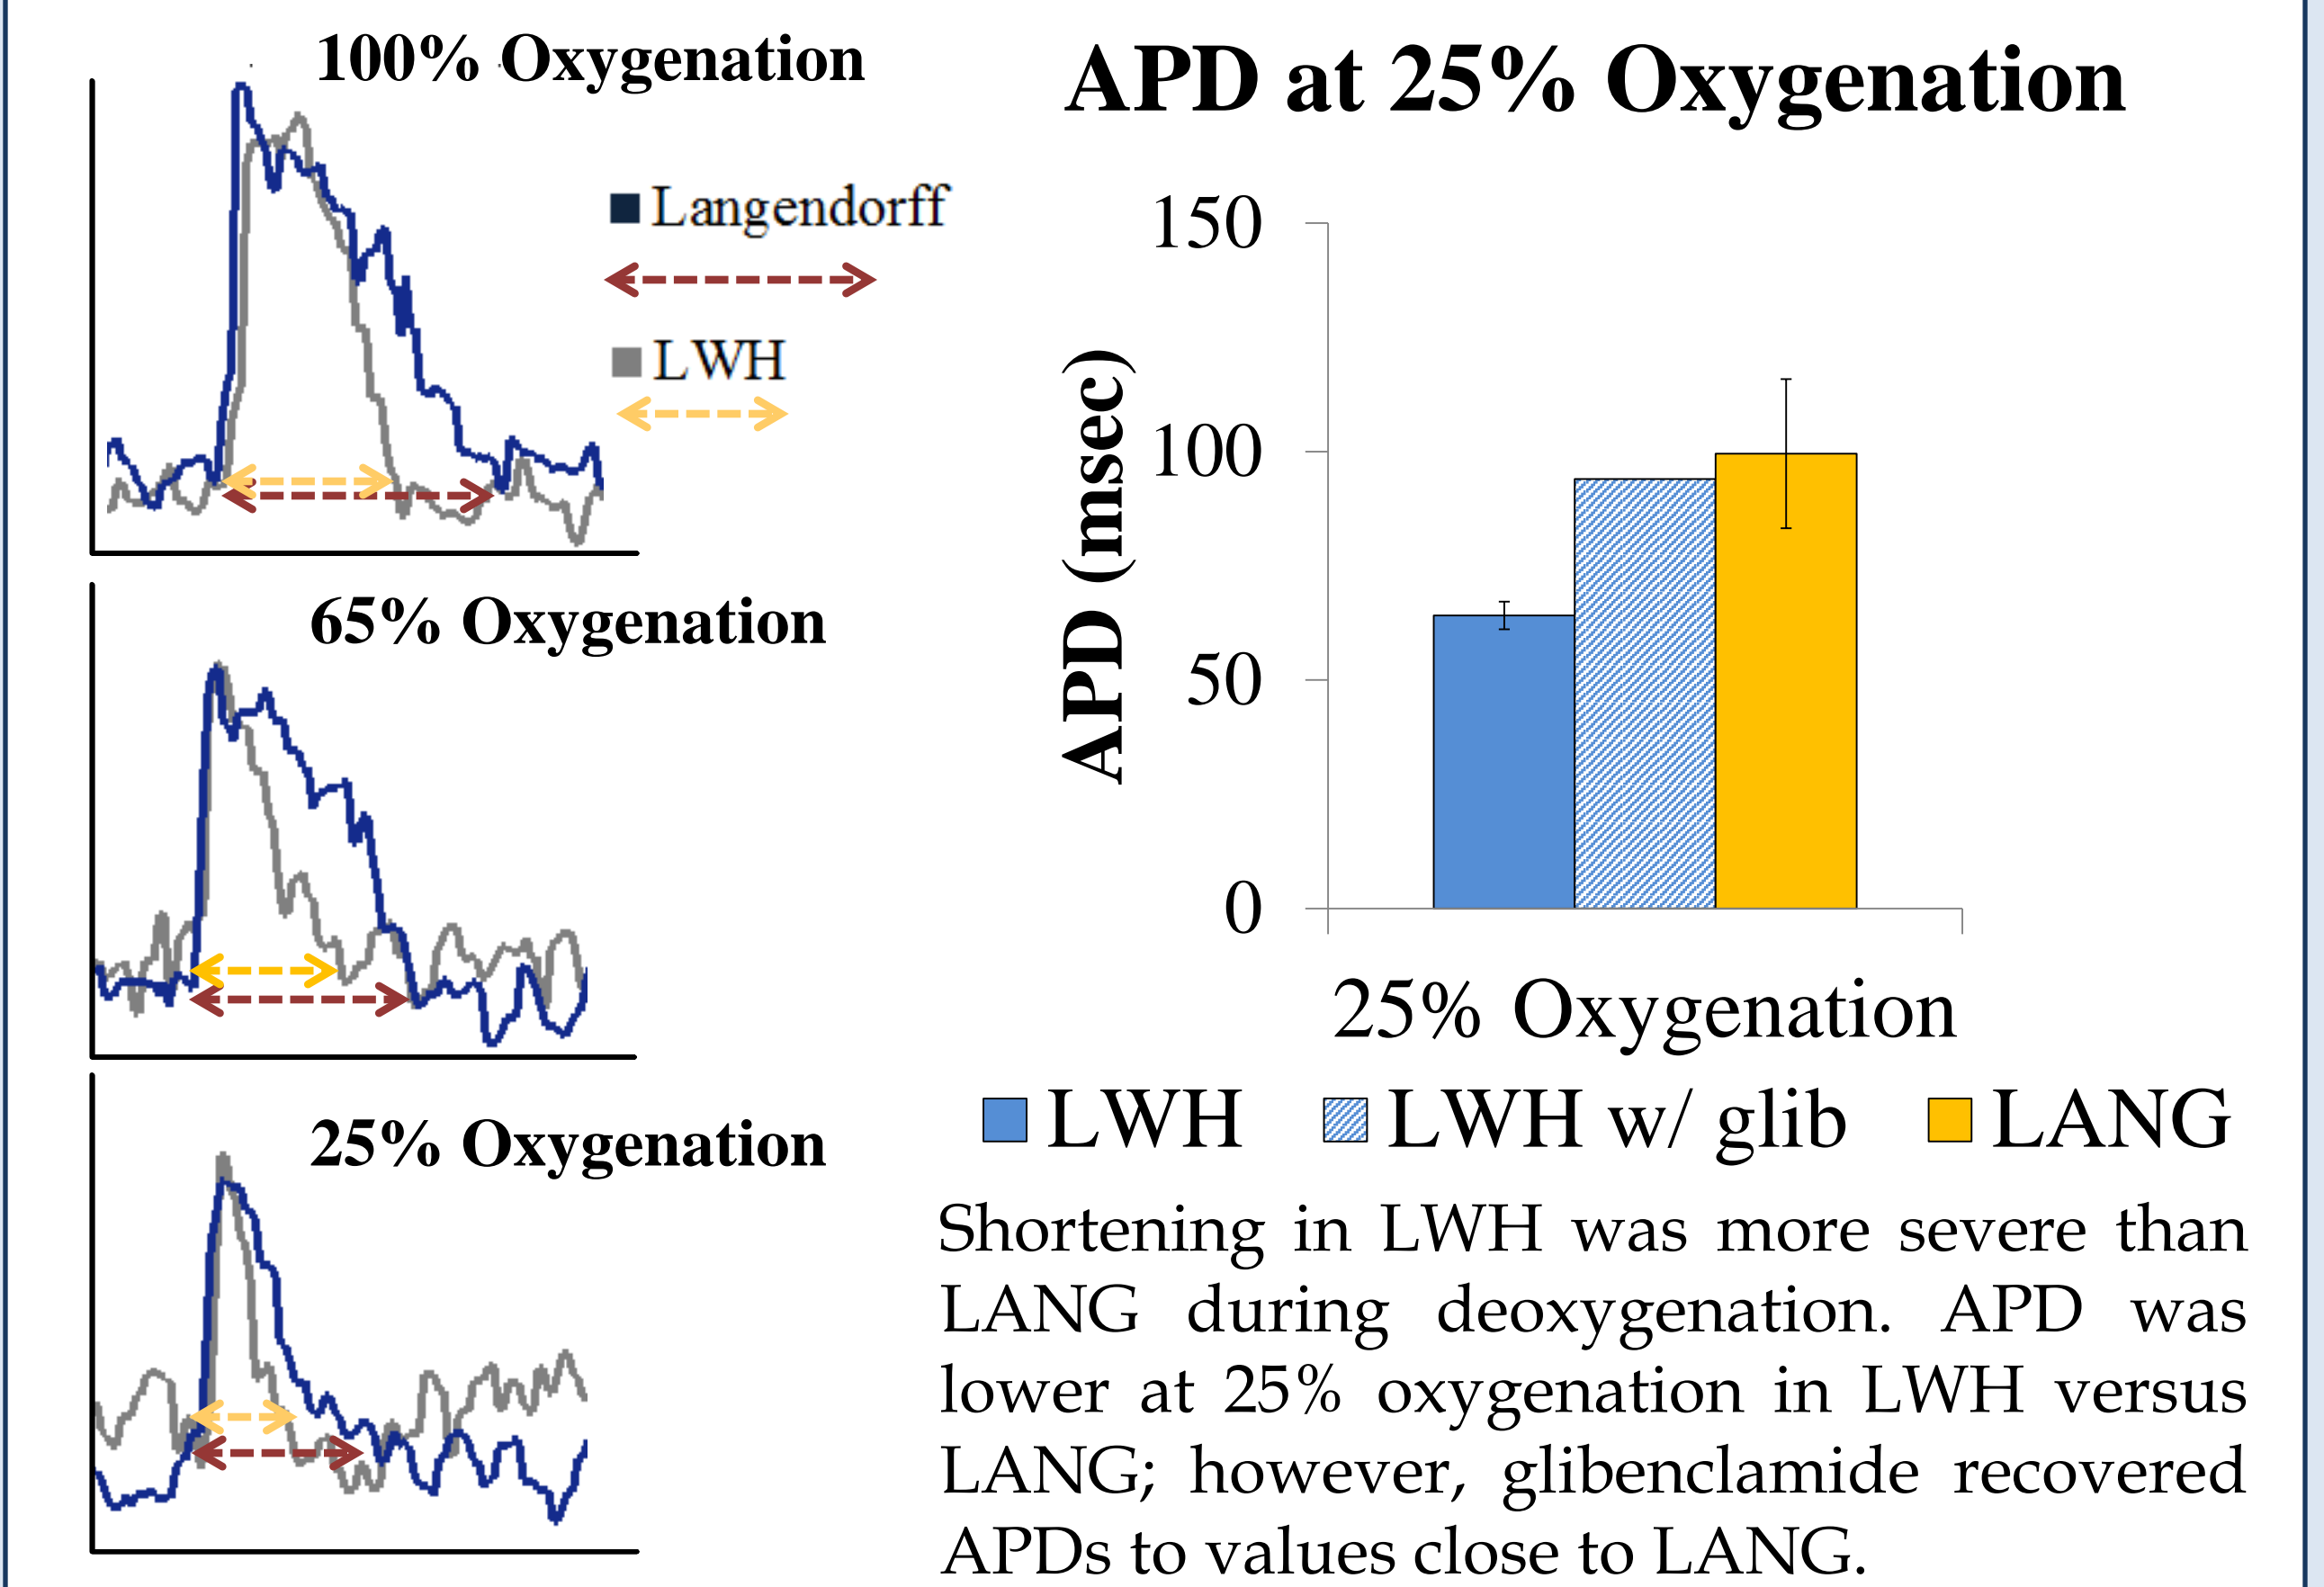 100% Oxygenation
Langendorff
LWH
65% Oxygenation
25% Oxygenation
APD at 25% Oxygenation
APD (msec)
150
100
50
0
25% Oxygenation
LWH LWH w/ glib LANG
Shortening in LWH was more severe than
LANG during deoxygenation. APD was
lower at 25% oxygenation in LWH versus
LANG; however, glibenclamide recovered
APDs to values close to LANG.